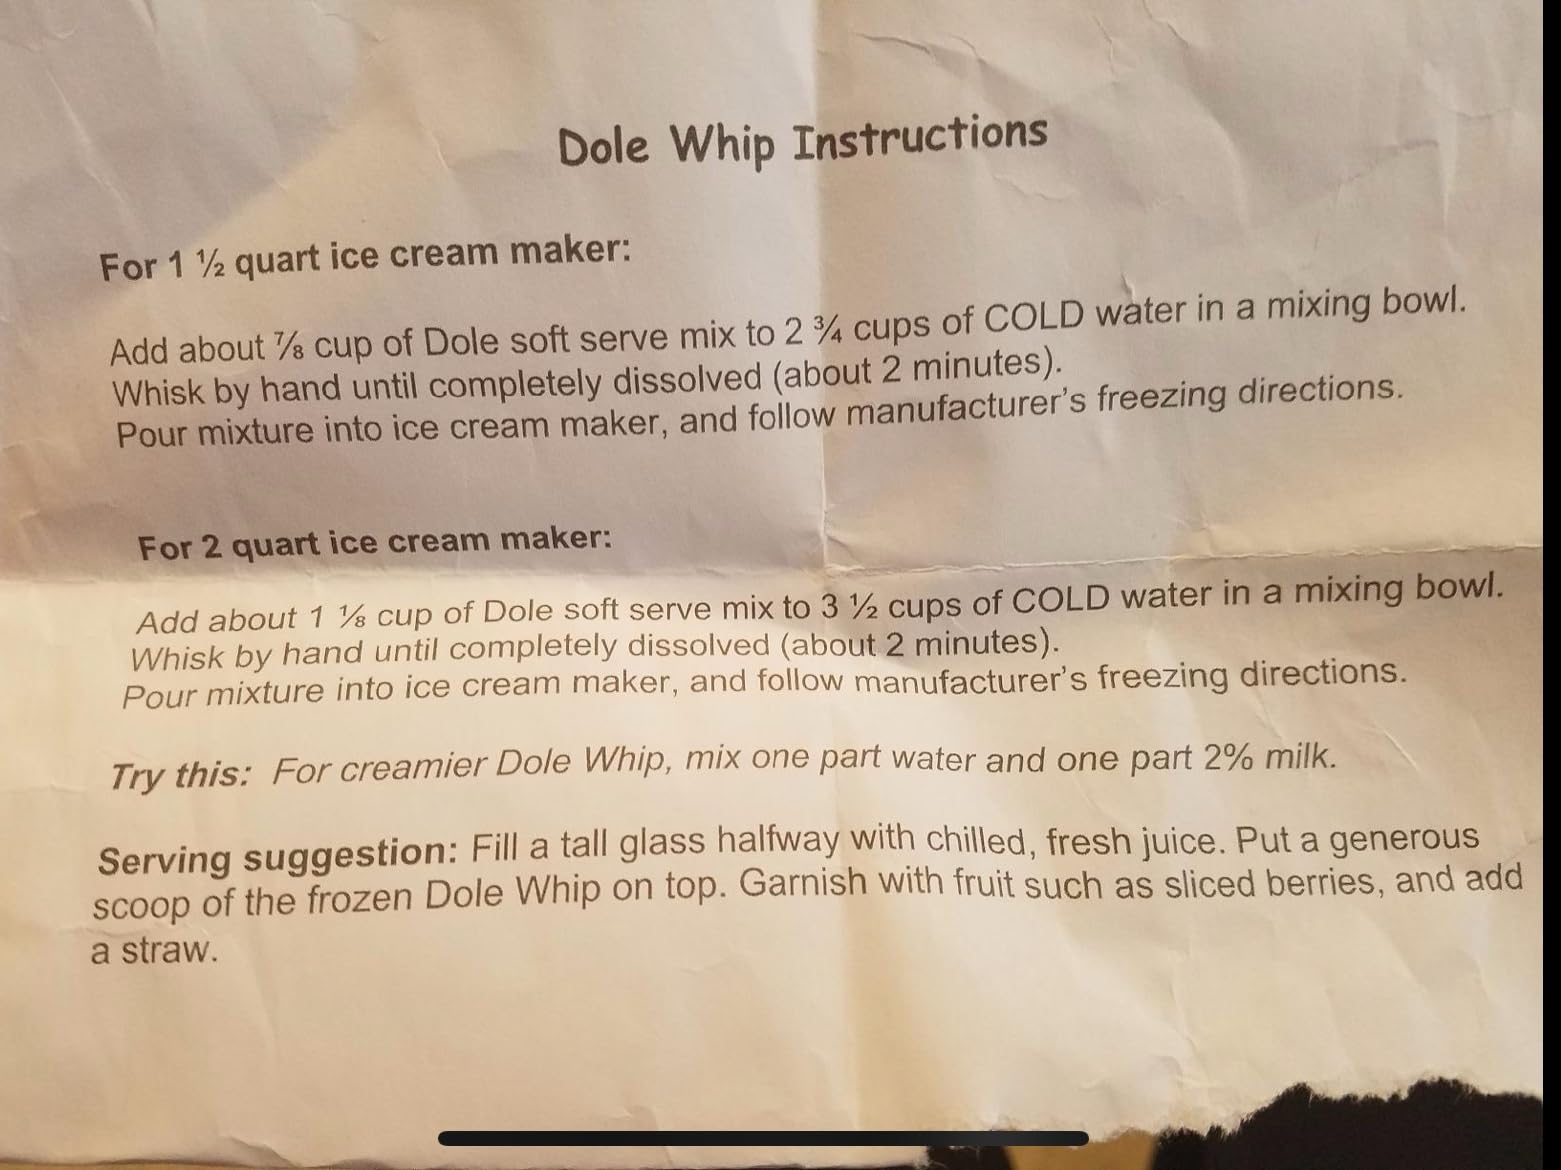 Dole Whip Instructions
For 1 ½ quart ice cream maker:
Add about ⅞ cup of Dole soft serve mix to 2 ¾ cups of COLD water in a mixing bowl.
Whisk by hand until completely dissolved (about 2 minutes).
Pour mixture into ice cream maker, and follow manufacturer's freezing directions.
For 2 quart ice cream maker:
Add about 1 ⅛ cup of Dole soft serve mix to 3 ½ cups of COLD water in a mixing bowl.
Whisk by hand until completely dissolved (about 2 minutes).
Pour mixture into ice cream maker, and follow manufacturer's freezing directions.
Try this: For creamier Dole Whip, mix one part water and one part 2% milk.
Serving suggestion: Fill a tall glass halfway with chilled, fresh juice. Put a generous
scoop of the frozen Dole Whip on top. Garnish with fruit such as sliced berries, and add
a straw.